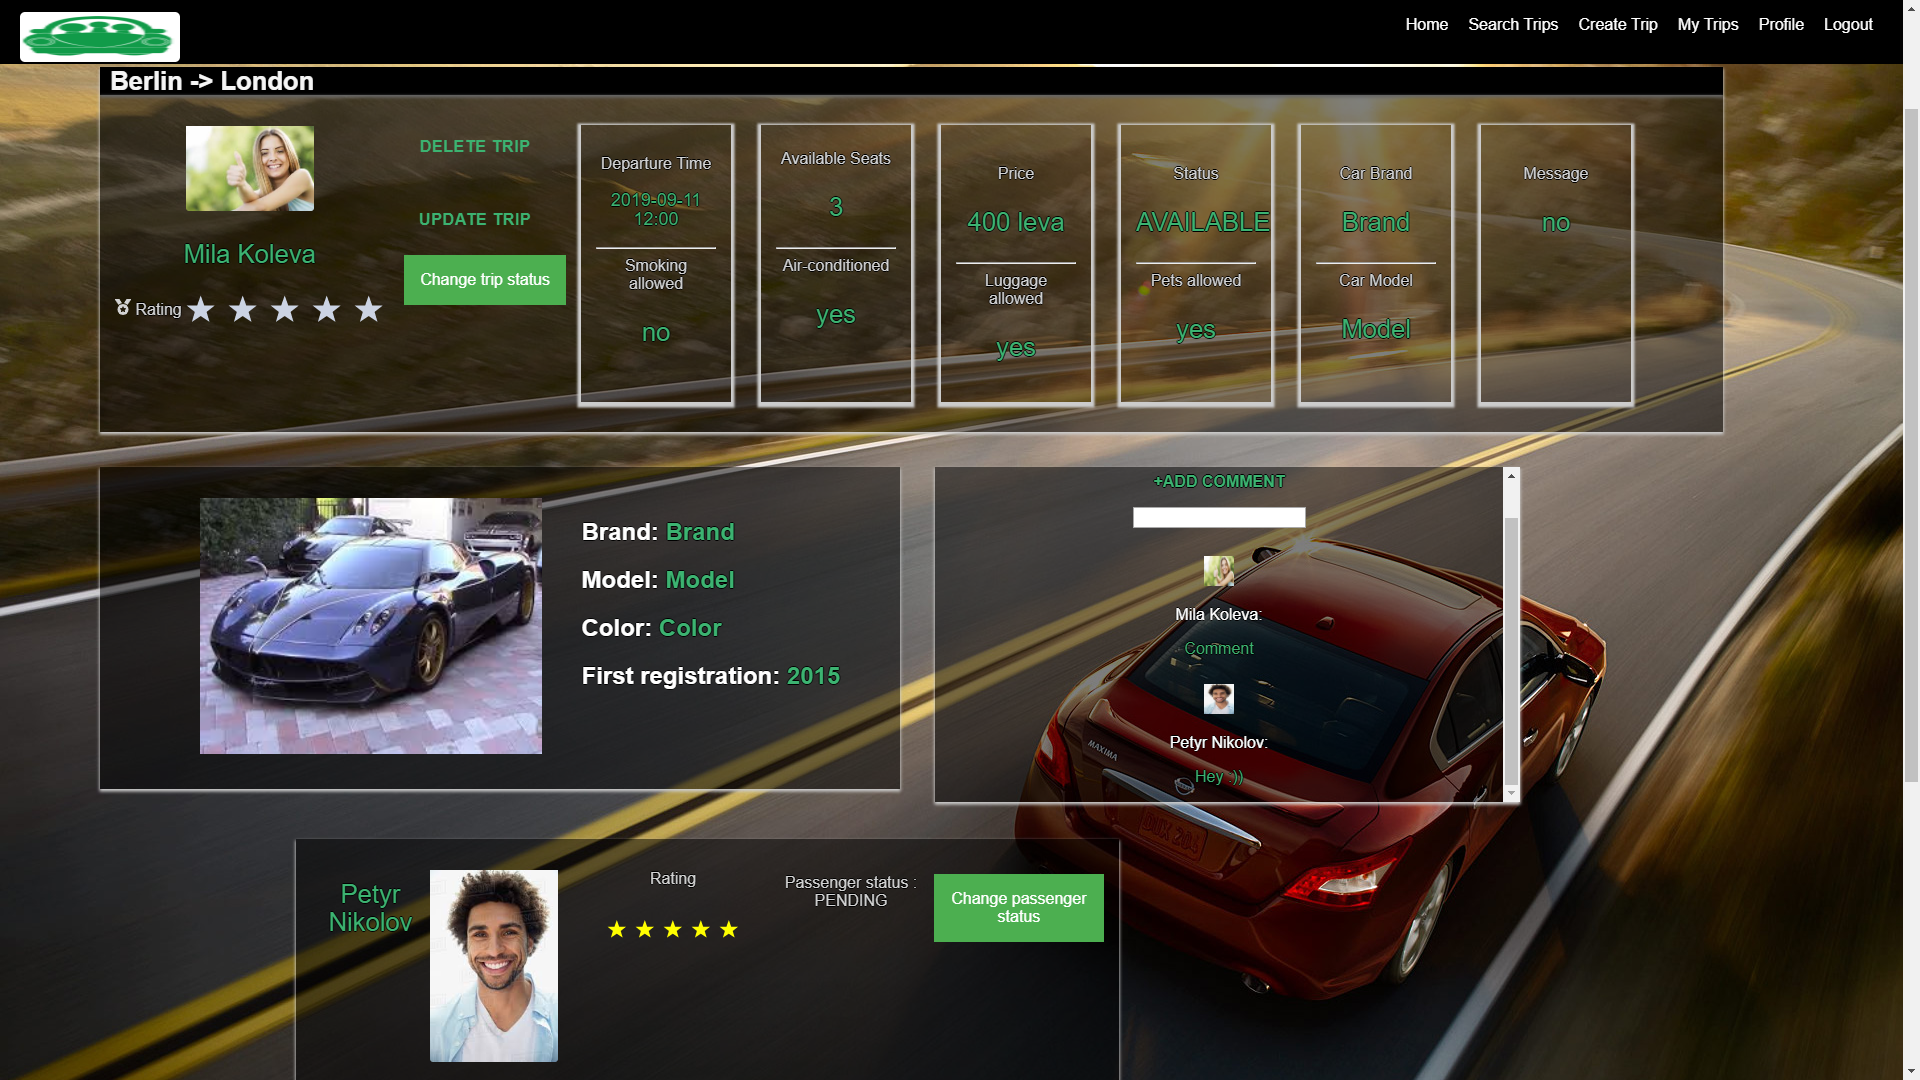 Home Search Trips Create Trip My Trips Profile Logout
Berlin -> London
Mila Koleva
Rating
DELETE TRIP
UPDATE TRIP
Change trip status
Departure Time
2019-09-11
12:00
Smoking
allowed
no
Available Seats
3
Air-conditioned
yes
Price
400 leva
Luggage
allowed
yes
Status
AVAILABLE
Pets allowed
yes
Car Brand
Brand
Car Model
Model
Message
no
Brand: Brand
Model: Model
Color: Color
First registration: 2015
+ADD COMMENT
Mila Koleva:
Comment
Petyr Nikolov:
Hey :))
MAXIMA
Petyr
Nikolov
Rating
Passenger status :
PENDING
Change passenger
status